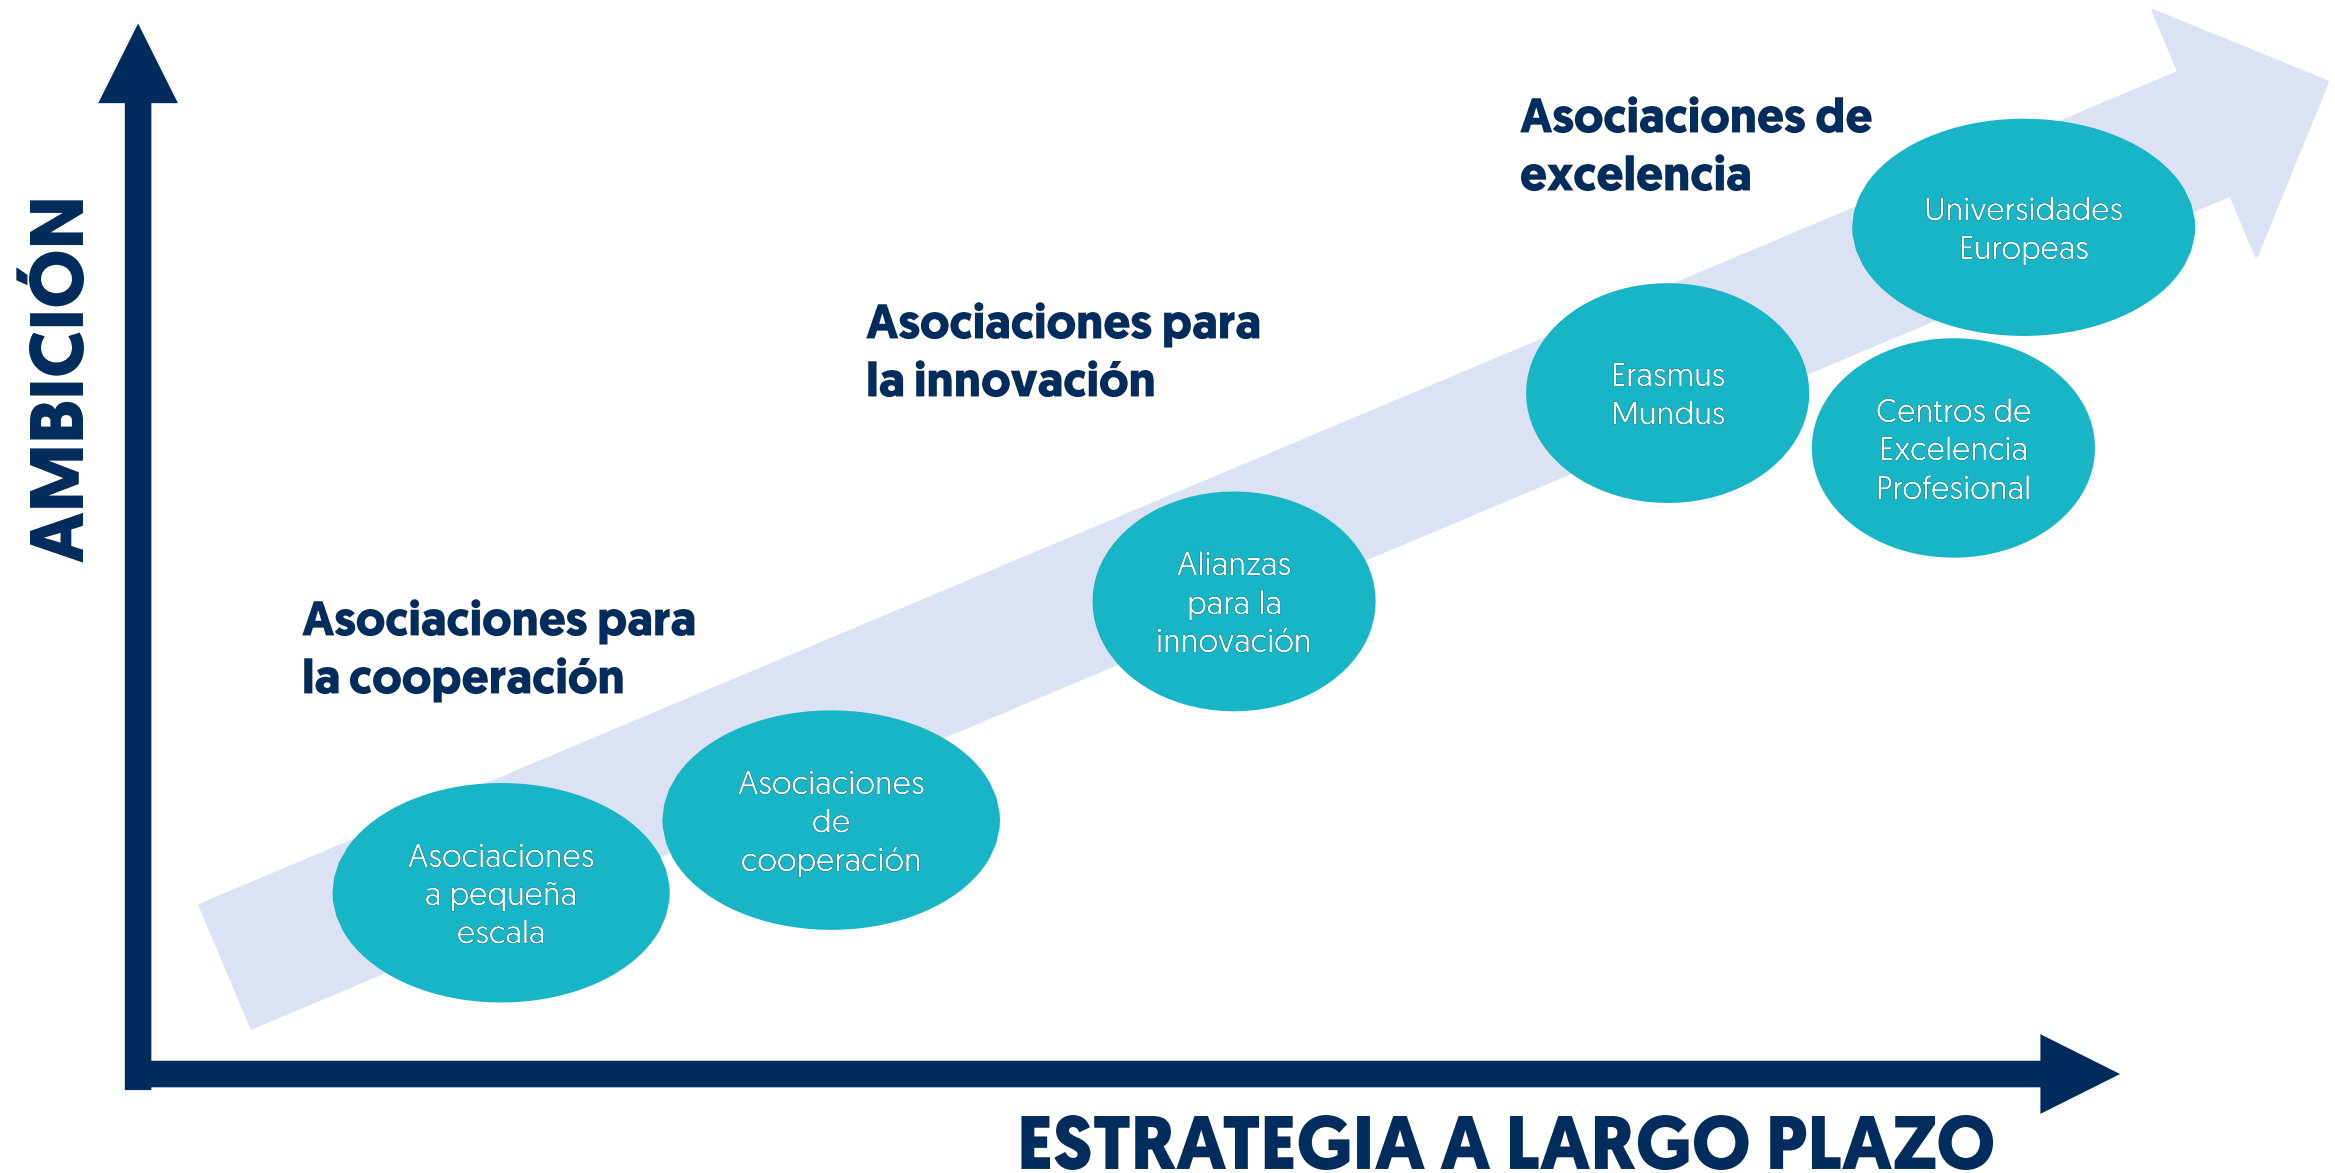 AMBICIÓN
Asociaciones para
la cooperación
Asociaciones para
la innovación
Asociaciones de
excelencia
Asociaciones
a pequeña
escala
Asociaciones
de
cooperación
Alianzas
para la
innovación
Erasmus
Mundus
Centros de
Excelencia
Profesional
Universidades
Europeas
ESTRATEGIA A LARGO PLAZO